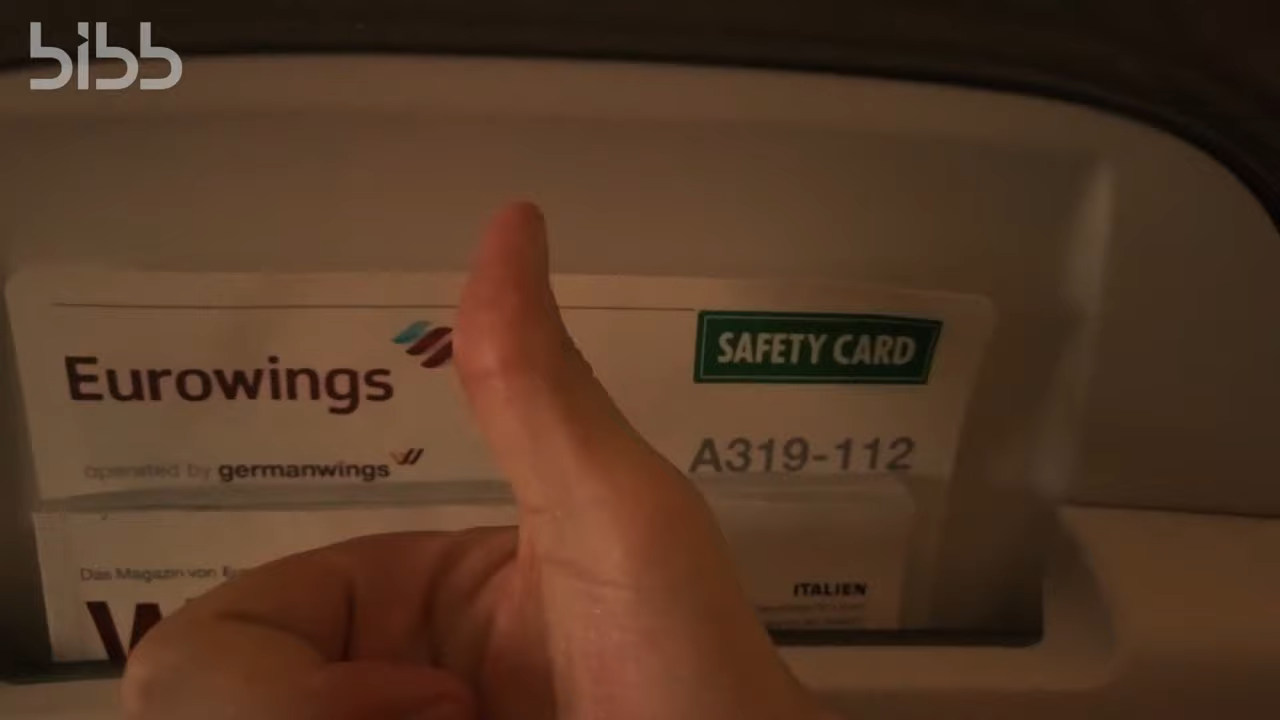 bibb
Eurowings
SAFETY CARD
operated by germanwings
A319-112
Das Magazin von
ITALIEN